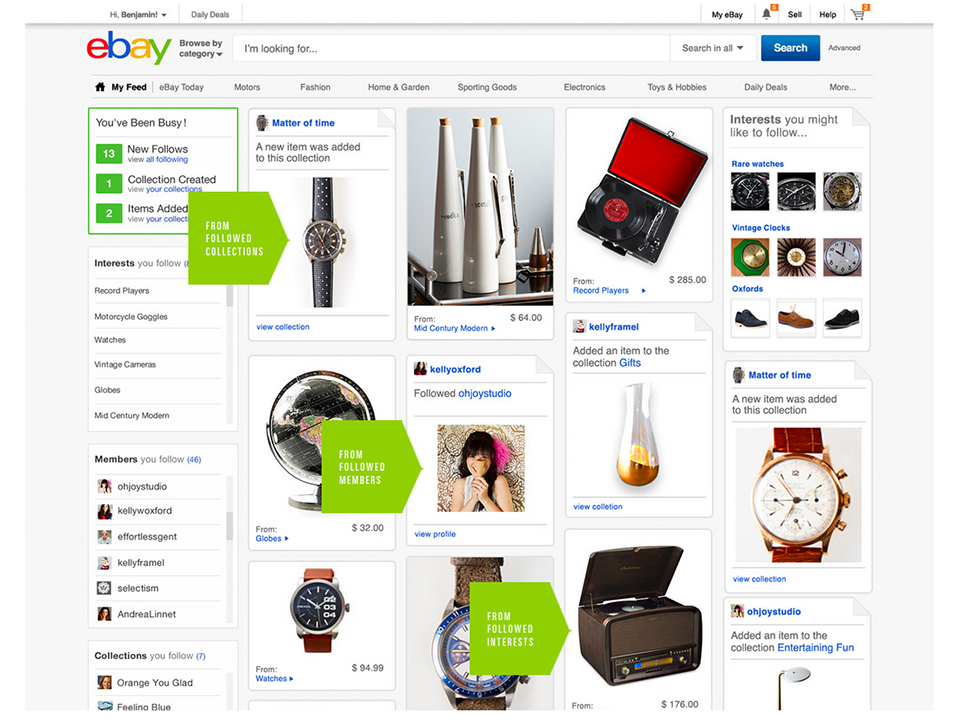 Hi, Benjamin!
Daily Deals
My eBay
5
Sell
Help
2
ebay
Browse by
category
I'm looking for...
Search in all
Search
Advanced
My Feed
eBay Today
Motors
Fashion
Home & Garden
Sporting Goods
Electronics
Toys & Hobbies
Daily Deals
More...
You've Been Busy!
13
New Follows
view all following
1
Collection Created
view your collections
2
Items Added
view your collecti
Interests you follow
Record Players
Motorcycle Goggles
Watches
Vintage Cameras
Globes
Mid Century Modern
Members you follow (46)
ohjoystudio
kellywoxford
effortlessgent
kellyframel
selectism
AndreaLinnet
Collections you follow (7)
Orange You Glad
Feeling Blue
Matter of time
A new item was added
to this collection
FROM
FOLLOWED
COLLECTIONS
view collection
From:
Globes
$ 32.00
From:
Watches
$ 94.99
vodka
From:
Mid Century Modern
$ 64.00
kellyoxford
Followed ohjoystudio
FROM
FOLLOWED
MEMBERS
view profile
FROM
FOLLOWED
INTERESTS
From:
Record Players
$ 285.00
kellyframel
Added an item to the
collection Gifts
view colletion
From:
$ 176.00
Interests you might
like to follow...
Rare watches
Vintage Clocks
Oxfords
Matter of time
A new item was added
to this collection
view collection
ohjoystudio
Added an item to the
collection Entertaining Fun